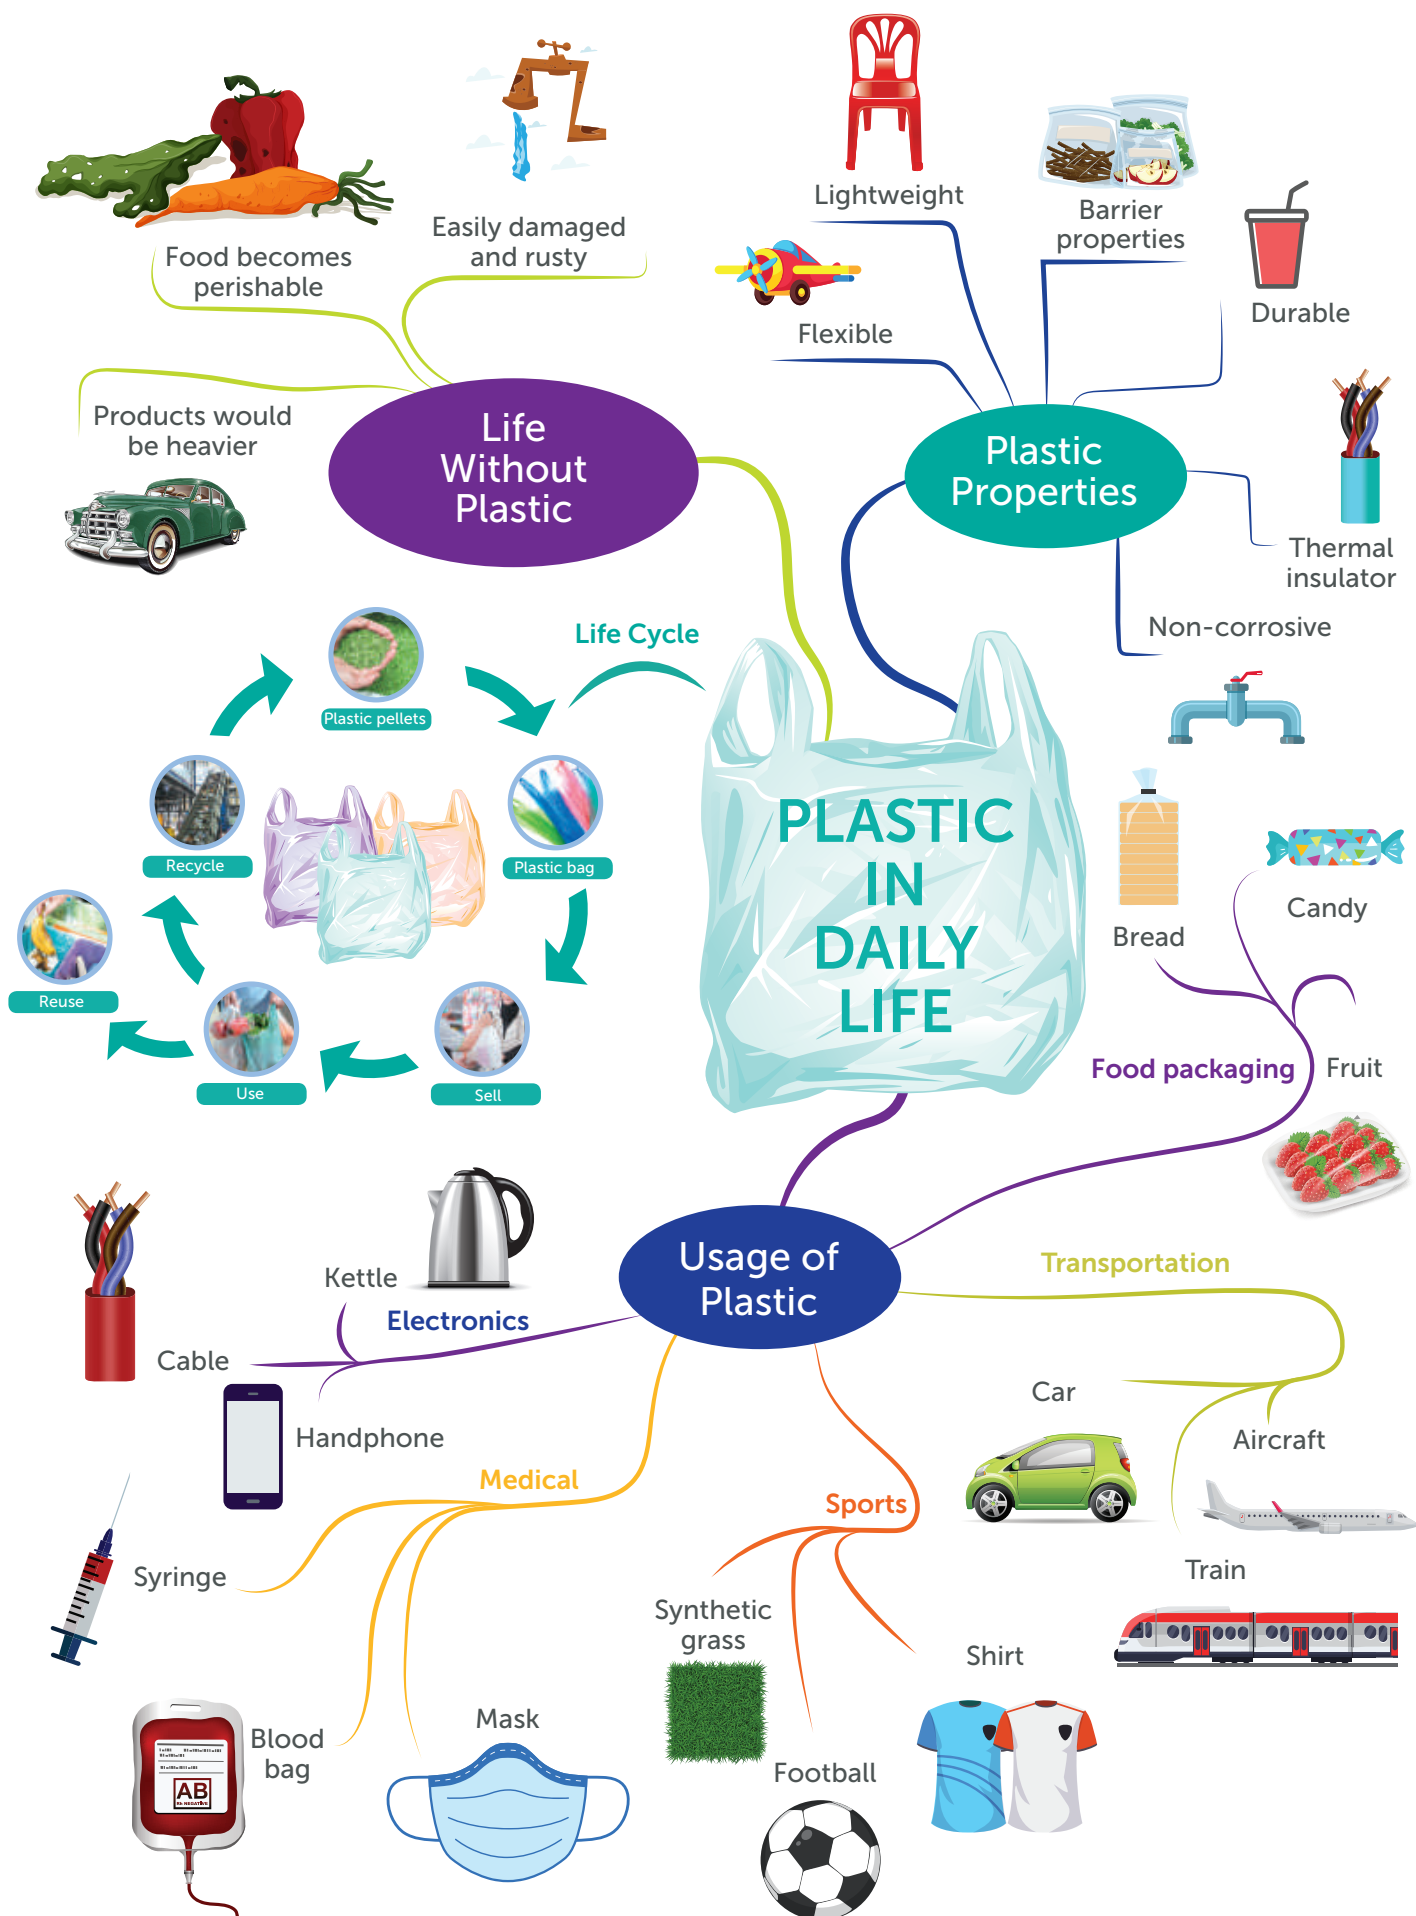 Easily damaged
and rusty
Food becomes
perishable
Products would
be heavier
Life
Without
Plastic
Lightweight
Barrier
properties
Flexible
Durable
Plastic
Properties
Thermal
insulator
Non-corrosive
Life Cycle
Plastic pellets
Plastic bag
Sell
Use
Reuse
Recycle
PLASTIC
IN
DAILY
LIFE
Bread
Candy
Fruit
Food packaging
Usage of
Plastic
Transportation
Car
Aircraft
Train
Kettle
Electronics
Cable
Handphone
Medical
Syringe
Blood
bag
AB
Rh NEGATIVE
Mask
Sports
Synthetic
grass
Football
Shirt